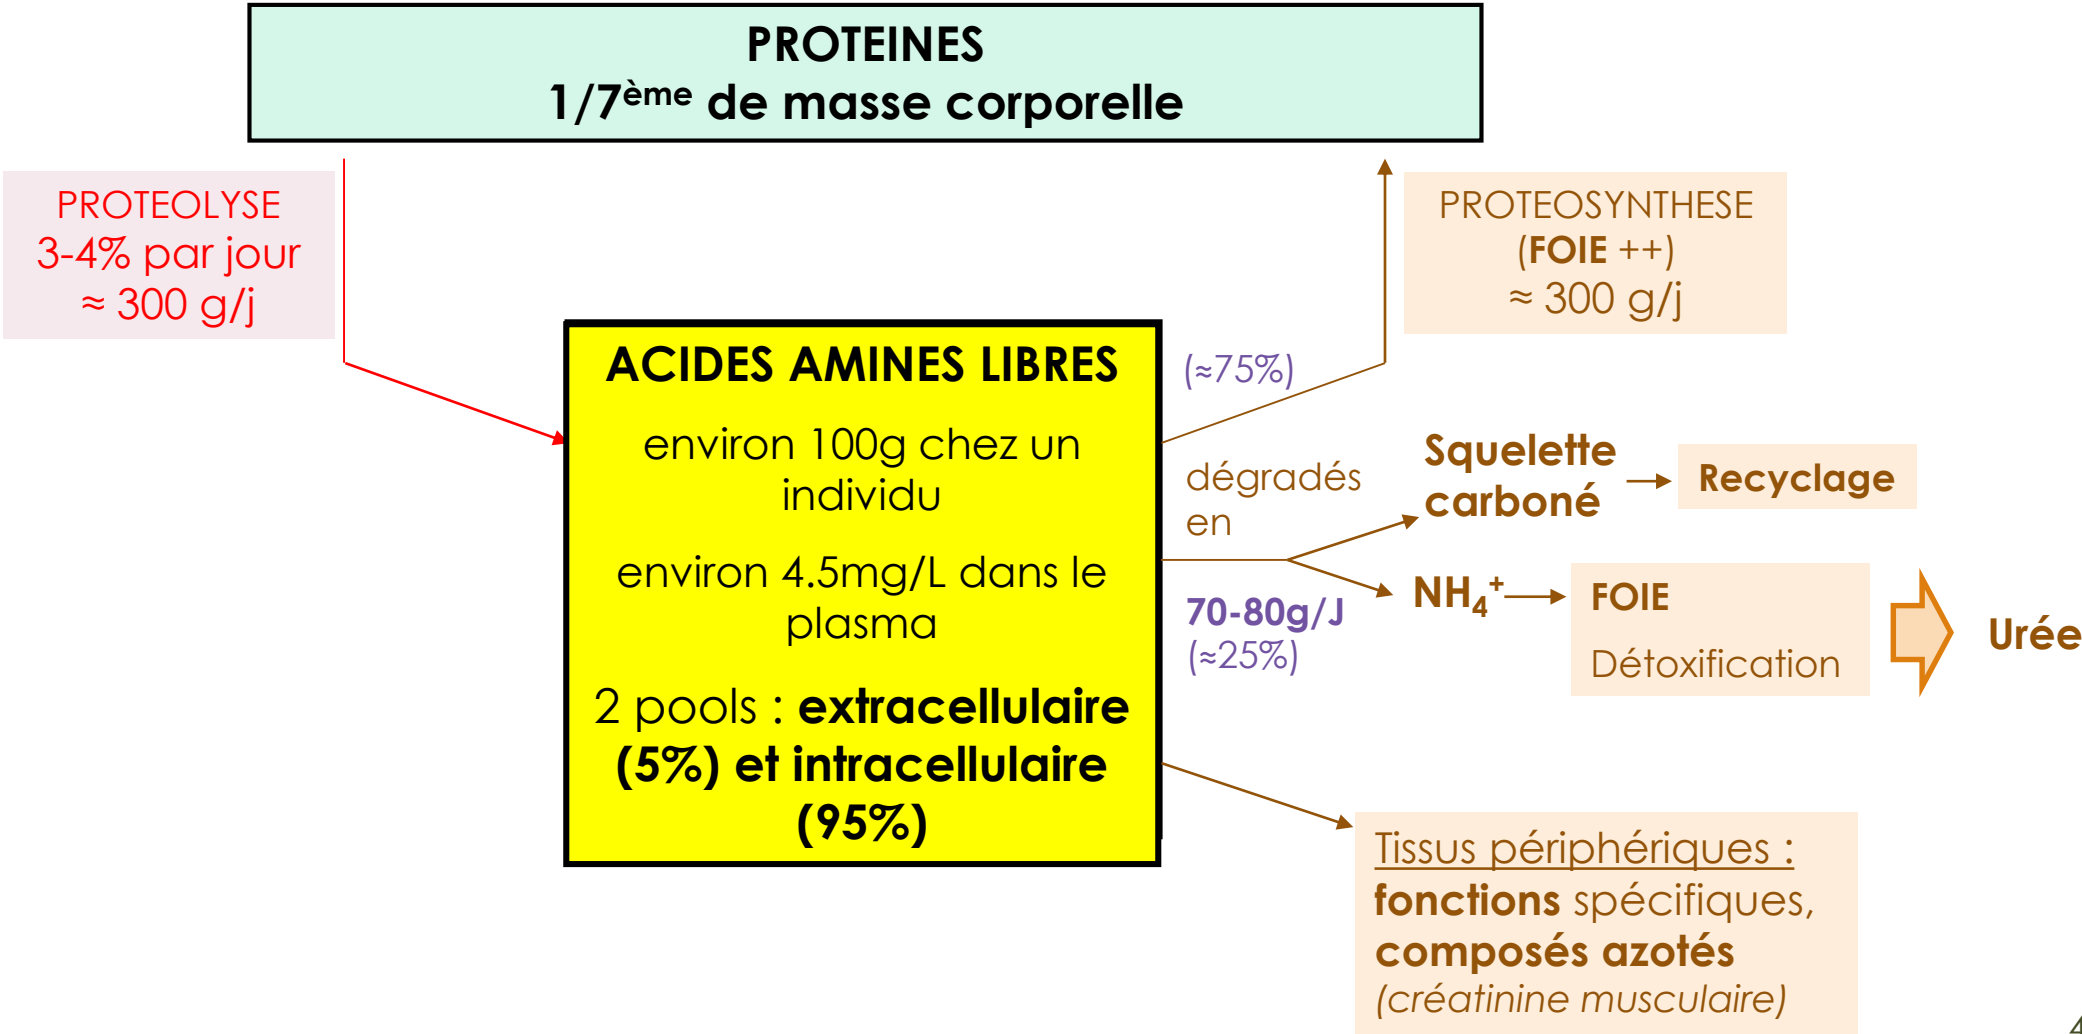 PROTEINES
1/7ème de masse corporelle
PROTEOLYSE
3-4% par jour
≈ 300 g/j
PROTEOSYNTHESE
(FOIE ++)
≈ 300 g/j
ACIDES AMINES LIBRES
environ 100g chez un
individu
environ 4.5mg/L dans le
plasma
2 pools : extracellulaire
(5%) et intracellulaire
(95%)
(≈75%)
dégradés
en
70-80g/J
(≈25%)
Squelette
carboné
Recyclage
NH₄⁺
FOIE
Détoxification
Urée
Tissus périphériques :
fonctions spécifiques,
composés azotés
(créatinine musculaire)